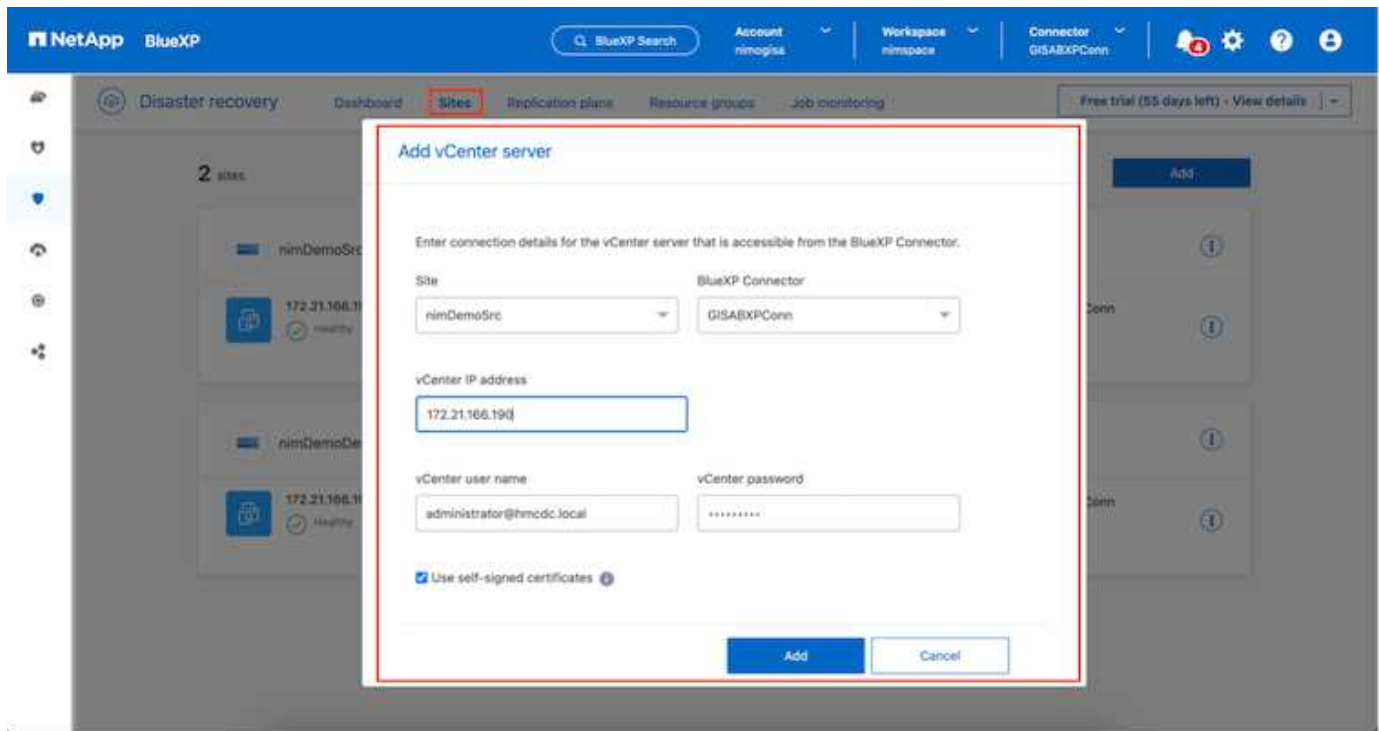 NetApp BlueXP
BlueXP Search
Account
nimogisa
Workspace
nimspace
Connector
GISABXPConn
4
Disaster recovery
Dashboard
Sites
Replication plans
Resource groups
Job monitoring
Free trial (55 days left) - View details
Add vCenter server
2 sites
Add
Enter connection details for the vCenter server that is accessible from the BlueXP Connector.
nimDemoSrc
Site
BlueXP Connector
nimDemoSrc
GISABXPConn
172.21.166.1
Healthy
Conn
vCenter IP address
172.21.166.190
nimDemoDe
vCenter user name
vCenter password
administrator@hmcdc.local
•••••••••
172.21.166.1
Healthy
Conn
Use self-signed certificates
Add
Cancel